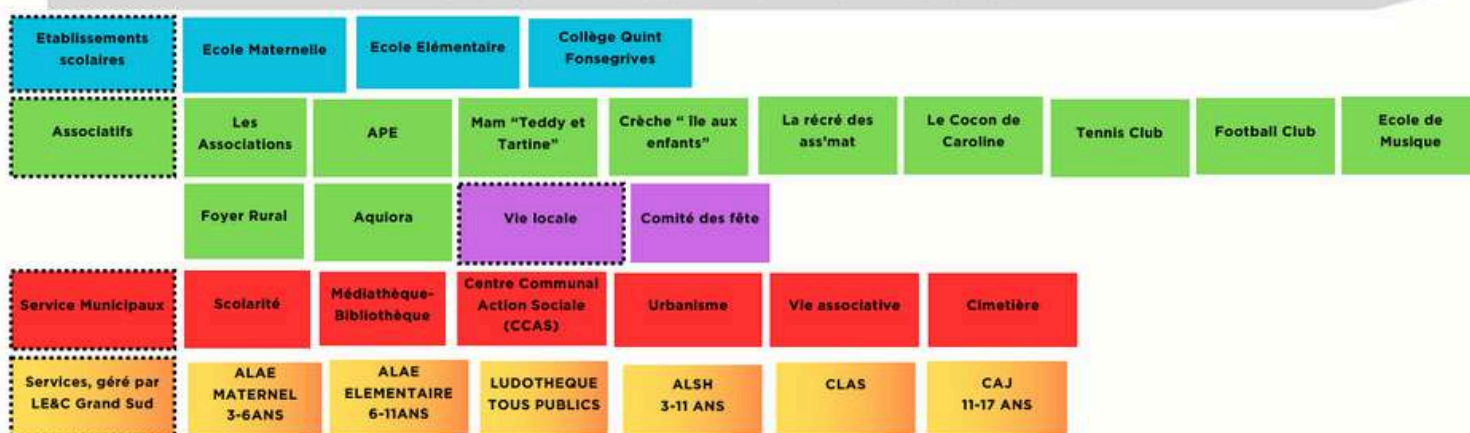 Etablissements
scolaires
Ecole Maternelle
Ecole Elémentaire
Collège Quint
Fonsegrives
Associatifs
Les
Associations
APE
Mam "Teddy et
Tartine"
Crèche " île aux
enfants"
La récré des
ass'mat
Le Cocon de
Caroline
Tennis Club
Football Club
Ecole de
Musique
Foyer Rural
Aquiora
Vie locale
Comité des fête
Service Municipaux
Scolarité
Médiathèque-
Bibliothèque
Centre Communal
Action Sociale
(CCAS)
Urbanisme
Vie associative
Cimetière
Services, géré par
LE&C Grand Sud
ALAE
MATERNEL
3-6ANS
ALAE
ELEMENTAIRE
6-11ANS
LUDOTHEQUE
TOUS PUBLICS
ALSH
3-11 ANS
CLAS
CAJ
11-17 ANS